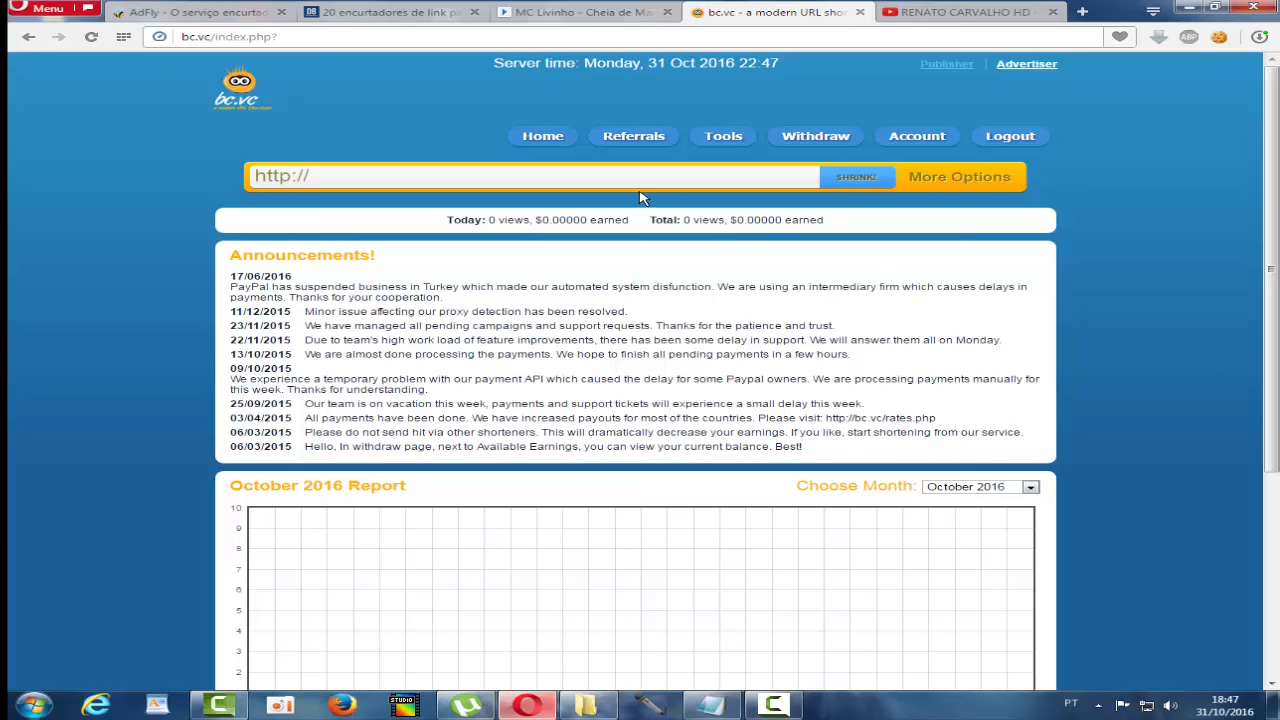 Menu
AdFly - O serviço encurtad
20 encurtadores de link pa
MC Livinho - Cheia de Ma
bc.vc - a modern URL shor
RENATO CARVALHO HD -
bc.vc/index.php?
ABP
Server time: Monday, 31 Oct 2016 22:47
Publisher | Advertiser
bc.vc
Home Referrals Tools Withdraw Account Logout
http:// SHRINK! More Options
Today: 0 views, $0.00000 earned Total: 0 views, $0.00000 earned
Announcements!
17/06/2016
PayPal has suspended business in Turkey which made our automated system disfunction. We are using an intermediary firm which causes delays in
payments. Thanks for your cooperation.
11/12/2015 Minor issue affecting our proxy detection has been resolved.
23/11/2015 We have managed all pending campaigns and support requests. Thanks for the patience and trust.
22/11/2015 Due to team's high work load of feature improvements, there has been some delay in support. We will answer them all on Monday.
13/10/2015 We are almost done processing the payments. We hope to finish all pending payments in a few hours.
09/10/2015
We experience a temporary problem with our payment API which caused the delay for some Paypal owners. We are processing payments manually for
this week. Thanks for understanding.
25/09/2015 Our team is on vacation this week, payments and support tickets will experience a small delay this week.
03/04/2015 All payments have been done. We have increased payouts for most of the countries. Please visit: http://bc.vc/rates.php
06/03/2015 Please do not send hit via other shorteners. This will dramatically decrease your earnings. If you like, start shortening from our service.
06/03/2015 Hello, In withdraw page, next to Available Earnings, you can view your current balance. Best!
October 2016 Report Choose Month: October 2016
10
9
8
7
6
5
4
3
2
STUDIO
PT
18:47
31/10/2016